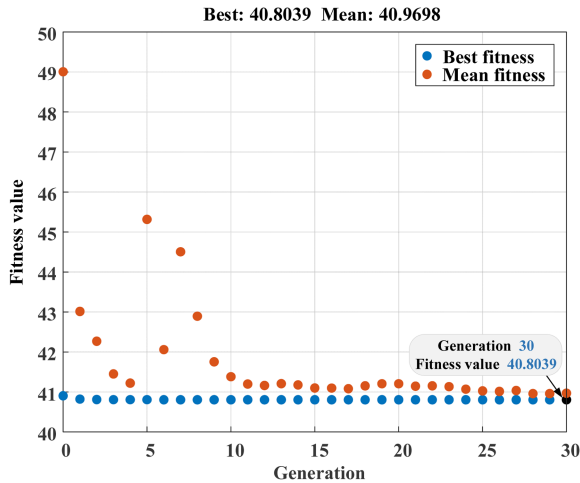 Best: 40.8039 Mean: 40.9698
50
49
48
47
46
45
44
43
42
41
40
Fitness value
Best fitness
Mean fitness
Generation 30
Fitness value 40.8039
0 5 10 15 20 25 30
Generation